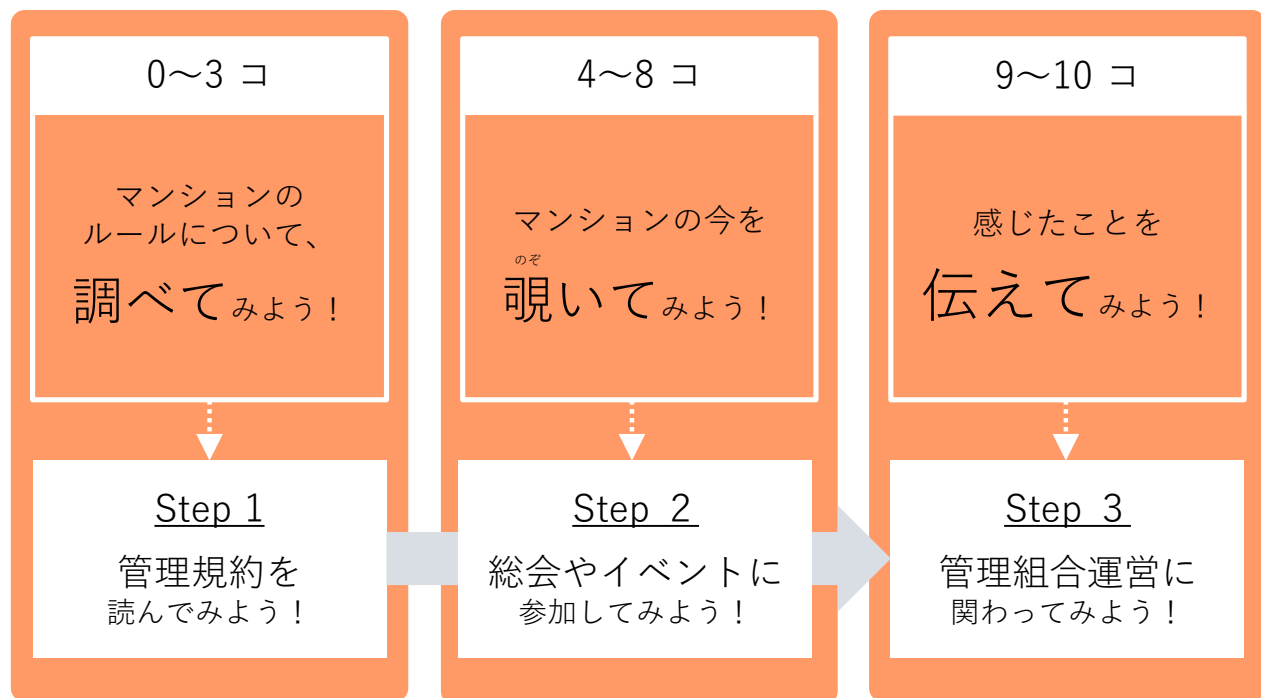 0〜3 コ
マンションの
ルールについて、
調べてみよう！
Step 1
管理規約を
読んでみよう！
4〜8 コ
マンションの今を
のぞ
覗いてみよう！
Step 2
総会やイベントに
参加してみよう！
9〜10 コ
感じたことを
伝えてみよう！
Step 3
管理組合運営に
関わってみよう！